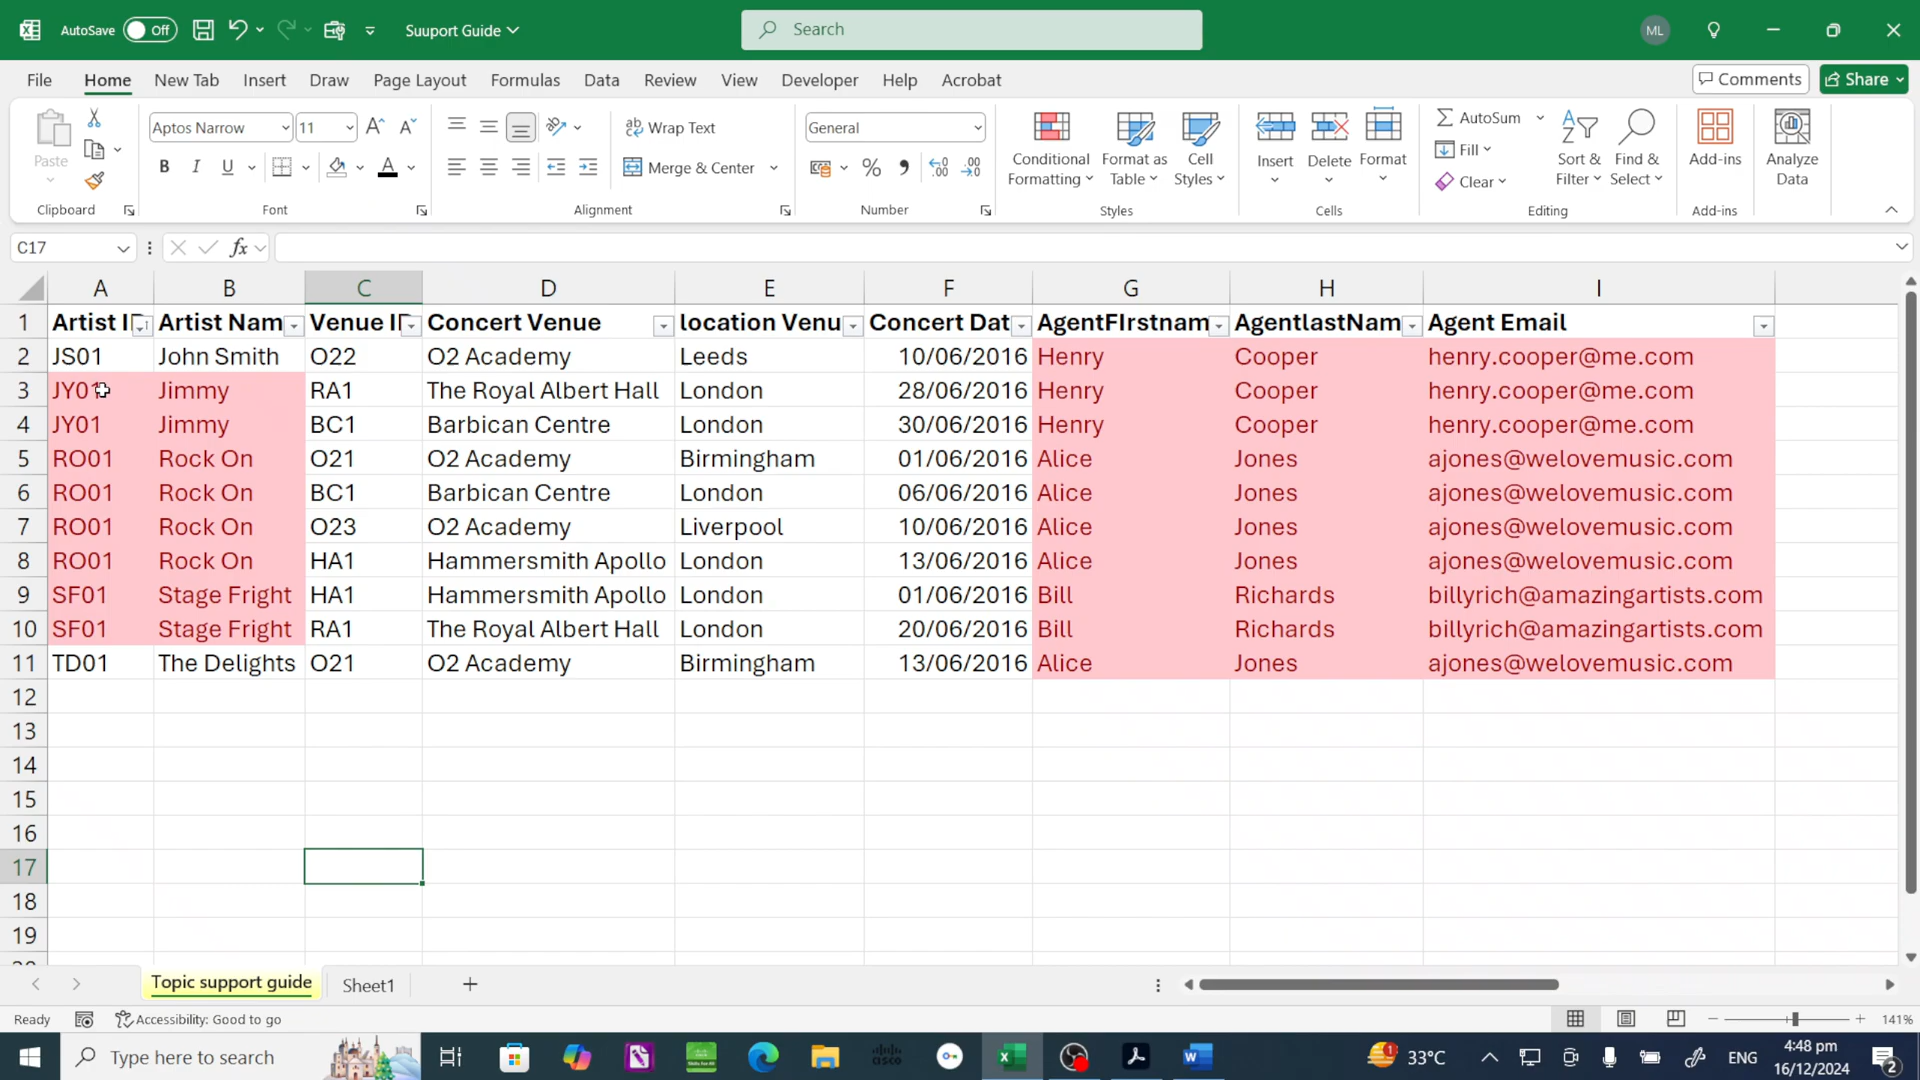 AutoSave Off Suuport Guide Search ML
File Home New Tab Insert Draw Page Layout Formulas Data Review View Developer Help Acrobat Comments Share
Paste Aptos Narrow 11 Wrap Text General Conditional Formatting Format as Table Cell Styles Insert Delete Format AutoSum Fill Clear Sort & Filter Find & Select Add-ins Analyze Data
B I U A Merge & Center %
Clipboard Font Alignment Number Styles Cells Editing Add-ins
C17 fx
A B C D E F G H I
1 Artist ID Artist Nam Venue ID Concert Venue location Venu Concert Dat AgentFIrstnam AgentlastNam Agent Email
2 JS01 John Smith O22 O2 Academy Leeds 10/06/2016 Henry Cooper henry.cooper@me.com
3 JY01 Jimmy RA1 The Royal Albert Hall London 28/06/2016 Henry Cooper henry.cooper@me.com
4 JY01 Jimmy BC1 Barbican Centre London 30/06/2016 Henry Cooper henry.cooper@me.com
5 RO01 Rock On O21 O2 Academy Birmingham 01/06/2016 Alice Jones ajones@welovemusic.com
6 RO01 Rock On BC1 Barbican Centre London 06/06/2016 Alice Jones ajones@welovemusic.com
7 RO01 Rock On O23 O2 Academy Liverpool 10/06/2016 Alice Jones ajones@welovemusic.com
8 RO01 Rock On HA1 Hammersmith Apollo London 13/06/2016 Alice Jones ajones@welovemusic.com
9 SF01 Stage Fright HA1 Hammersmith Apollo London 01/06/2016 Bill Richards billyrich@amazingartists.com
10 SF01 Stage Fright RA1 The Royal Albert Hall London 20/06/2016 Bill Richards billyrich@amazingartists.com
11 TD01 The Delights O21 O2 Academy Birmingham 13/06/2016 Alice Jones ajones@welovemusic.com
12
13
14
15
16
17
18
19
Topic support guide Sheet1
Ready Accessibility: Good to go 141%
Type here to search 33°C ENG 4:48 pm
16/12/2024 2